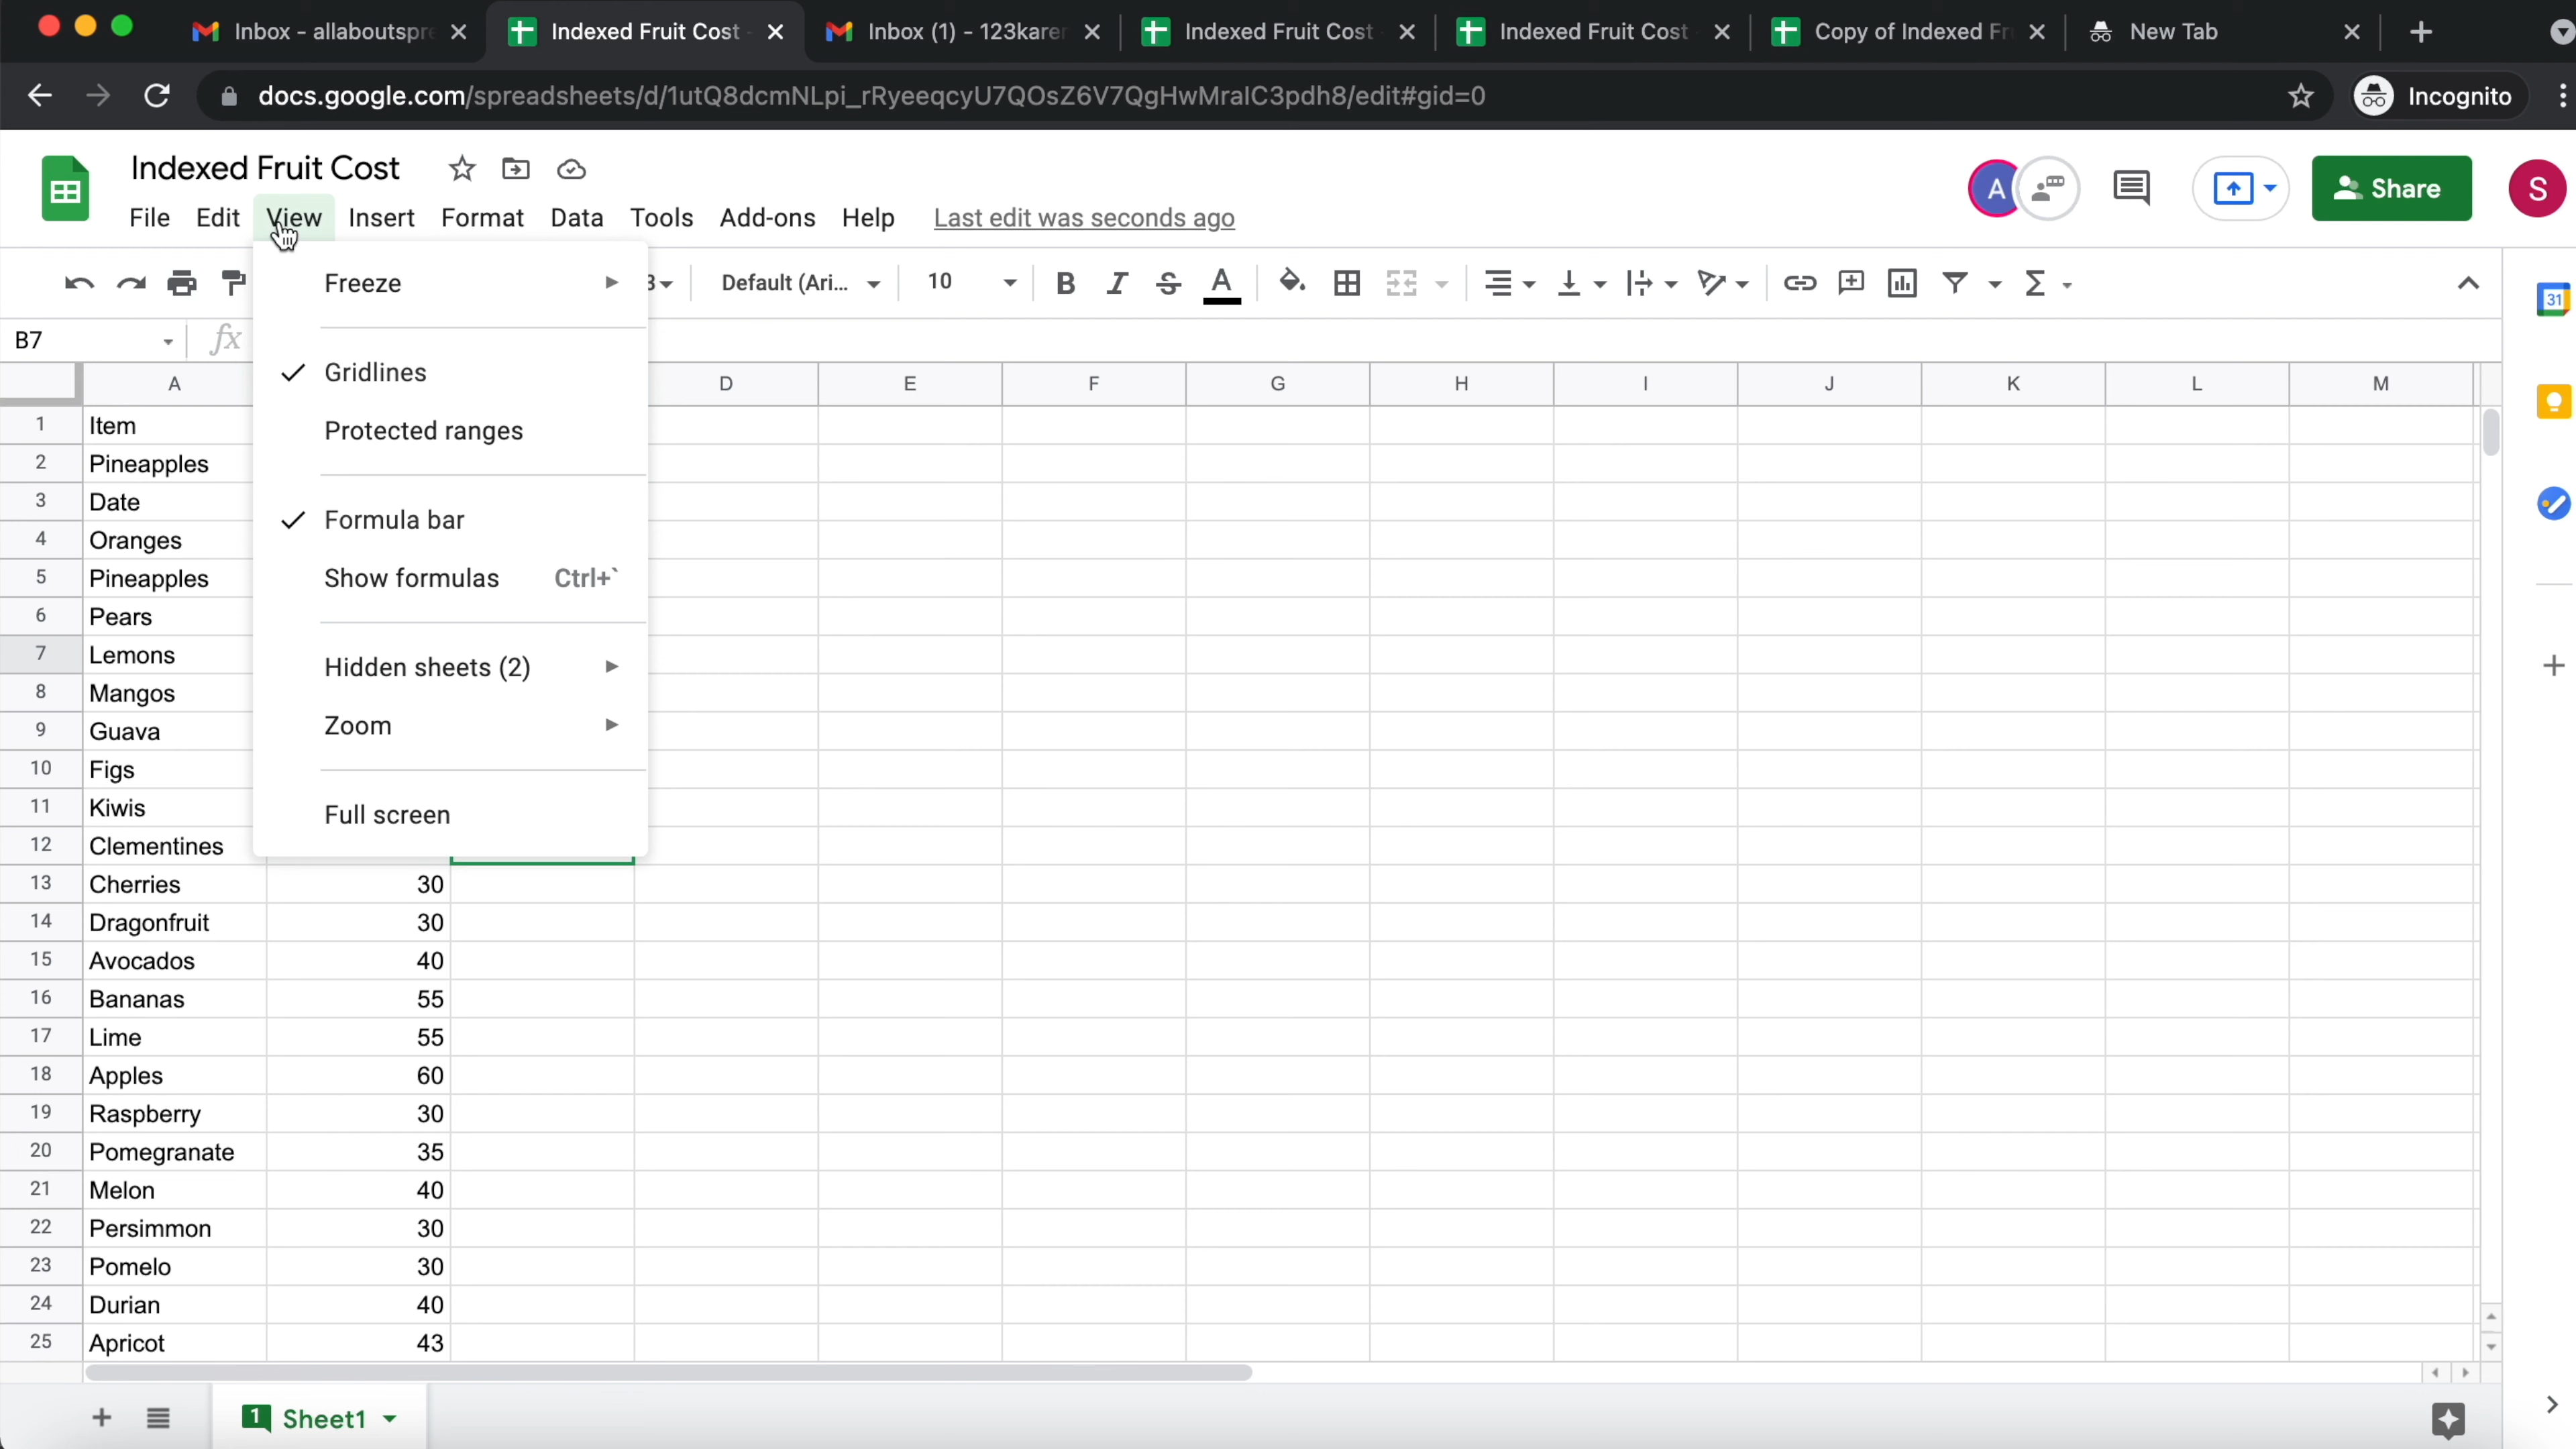 Inbox - allaboutspre
Indexed Fruit Cost -
Inbox (1) - 123karen
Indexed Fruit Cost
Indexed Fruit Cost
Copy of Indexed Fr
New Tab
docs.google.com/spreadsheets/d/1utQ8dcmNLpi_rRyeeqcyU7QOsZ6V7QgHwMralC3pdh8/edit#gid=0
Incognito
Indexed Fruit Cost
A
Share
S
File Edit View Insert Format Data Tools Add-ons Help Last edit was seconds ago
Default (Ari... 10 B I S A
31
B7 fx
Freeze
Gridlines
Protected ranges
Formula bar
Show formulas Ctrl+`
Hidden sheets (2)
Zoom
Full screen
A D E F G H I J K L M
1 Item
2 Pineapples
3 Date
4 Oranges
5 Pineapples
6 Pears
7 Lemons
8 Mangos
9 Guava
10 Figs
11 Kiwis
12 Clementines
13 Cherries 30
14 Dragonfruit 30
15 Avocados 40
16 Bananas 55
17 Lime 55
18 Apples 60
19 Raspberry 30
20 Pomegranate 35
21 Melon 40
22 Persimmon 30
23 Pomelo 30
24 Durian 40
25 Apricot 43
1 Sheet1